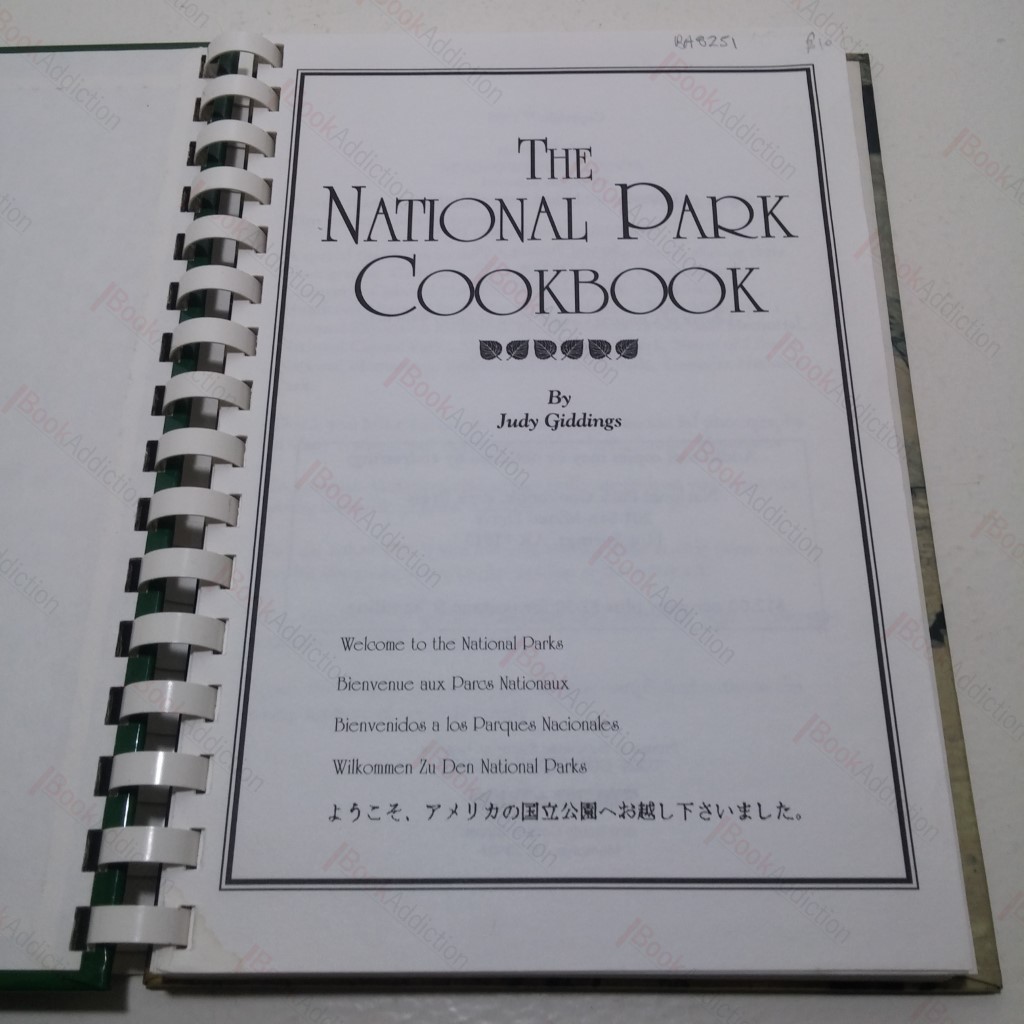 RA8251 £10
THE
NATIONAL PARK
COOKBOOK
By
Judy Giddings
Welcome to the National Parks
Bienvenue aux Parcs Nationaux
Bienvenidos a los Parques Nacionales
Wilkommen Zu Den National Parks
ようこそ、アメリカの国立公園へお越し下さいました。
BookAddiction